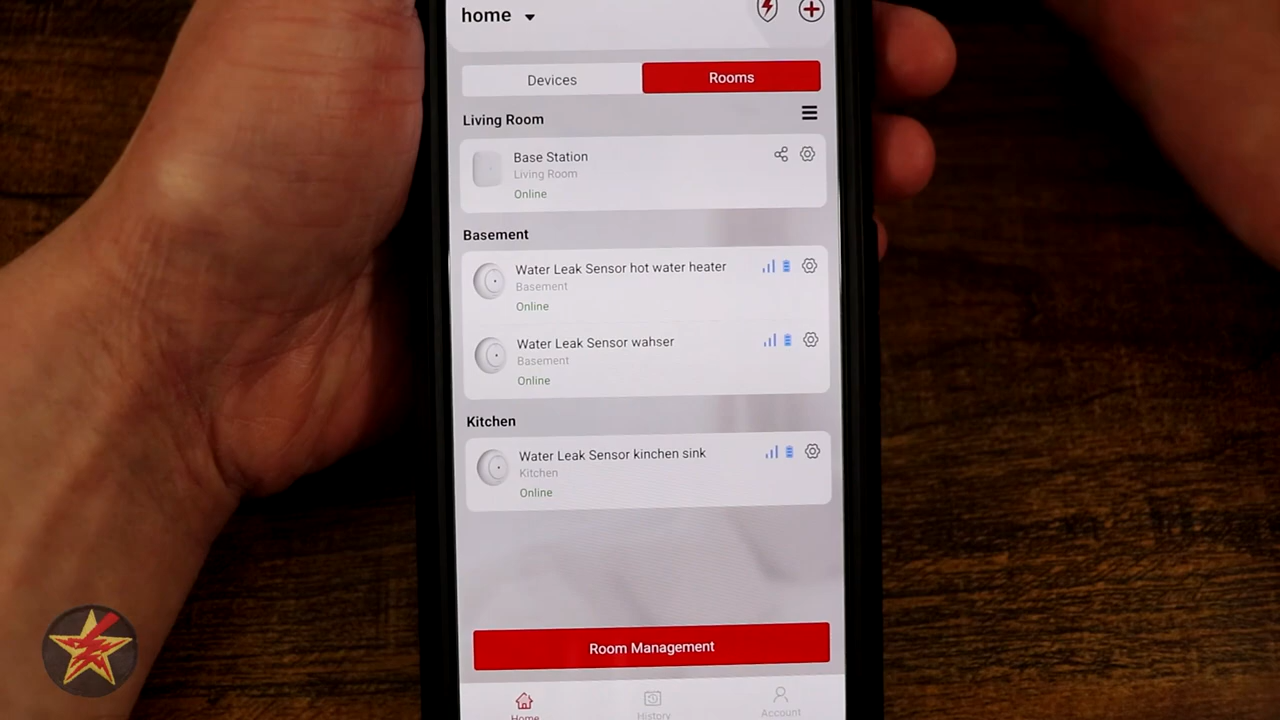 home
Devices
Rooms
Living Room
Base Station
Living Room
Online
Basement
Water Leak Sensor hot water heater
Basement
Online
Water Leak Sensor wahser
Basement
Online
Kitchen
Water Leak Sensor kinchen sink
Kitchen
Online
Room Management
Home
History
Account